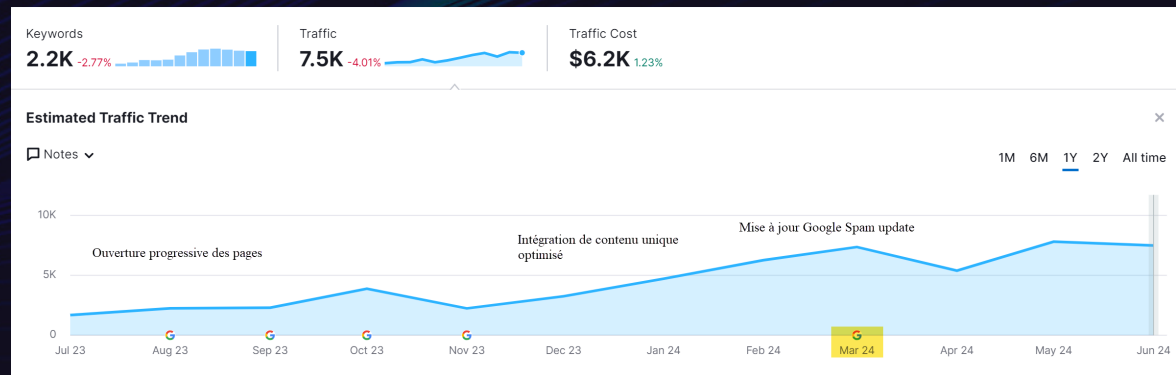 Keywords
2.2K -2.77%
Traffic
7.5K -4.01%
Traffic Cost
$6.2K 1.23%
Estimated Traffic Trend
Notes
1M 6M 1Y 2Y All time
10K
5K
0
Ouverture progressive des pages
Intégration de contenu unique
optimisé
Mise à jour Google Spam update
Jul 23 Aug 23 Sep 23 Oct 23 Nov 23 Dec 23 Jan 24 Feb 24 Mar 24 Apr 24 May 24 Jun 24